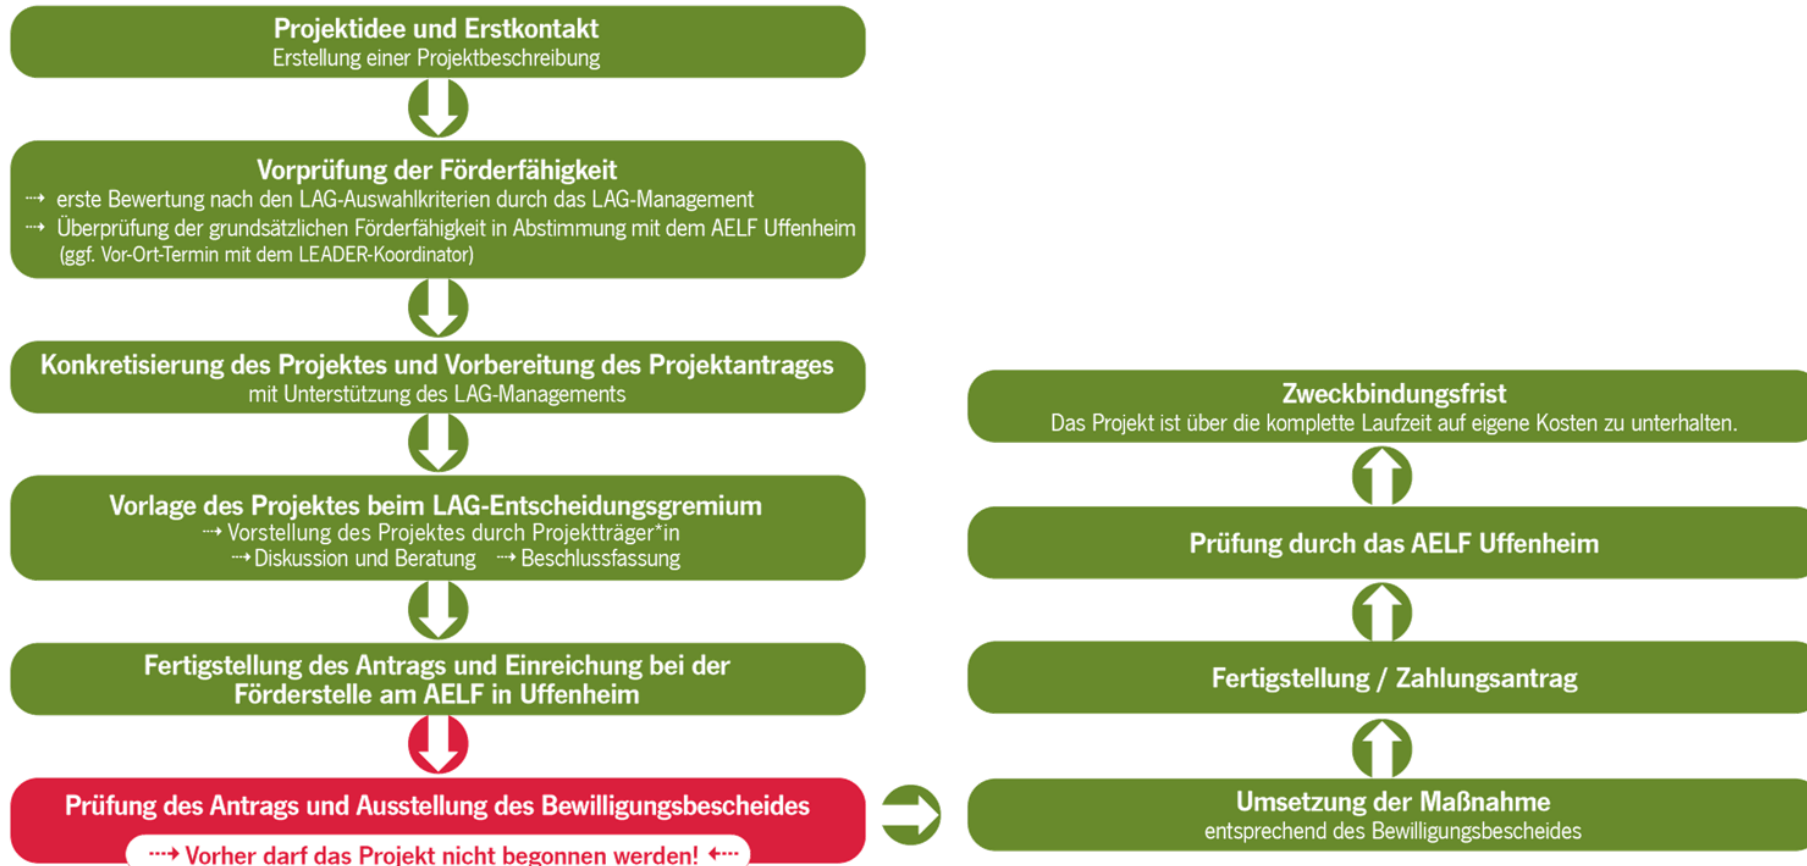 Projektidee und Erstkontakt
Erstellung einer Projektbeschreibung
Vorprüfung der Förderfähigkeit
⇢ erste Bewertung nach den LAG-Auswahlkriterien durch das LAG-Management
⇢ Überprüfung der grundsätzlichen Förderfähigkeit in Abstimmung mit dem AELF Uffenheim
(ggf. Vor-Ort-Termin mit dem LEADER-Koordinator)
Konkretisierung des Projektes und Vorbereitung des Projektantrages
mit Unterstützung des LAG-Managements
Vorlage des Projektes beim LAG-Entscheidungsgremium
⇢ Vorstellung des Projektes durch Projektträger*in
⇢ Diskussion und Beratung ⇢ Beschlussfassung
Fertigstellung des Antrags und Einreichung bei der
Förderstelle am AELF in Uffenheim
Prüfung des Antrags und Ausstellung des Bewilligungsbescheides
⇢ Vorher darf das Projekt nicht begonnen werden! ⇠
Umsetzung der Maßnahme
entsprechend des Bewilligungsbescheides
Fertigstellung / Zahlungsantrag
Prüfung durch das AELF Uffenheim
Zweckbindungsfrist
Das Projekt ist über die komplette Laufzeit auf eigene Kosten zu unterhalten.